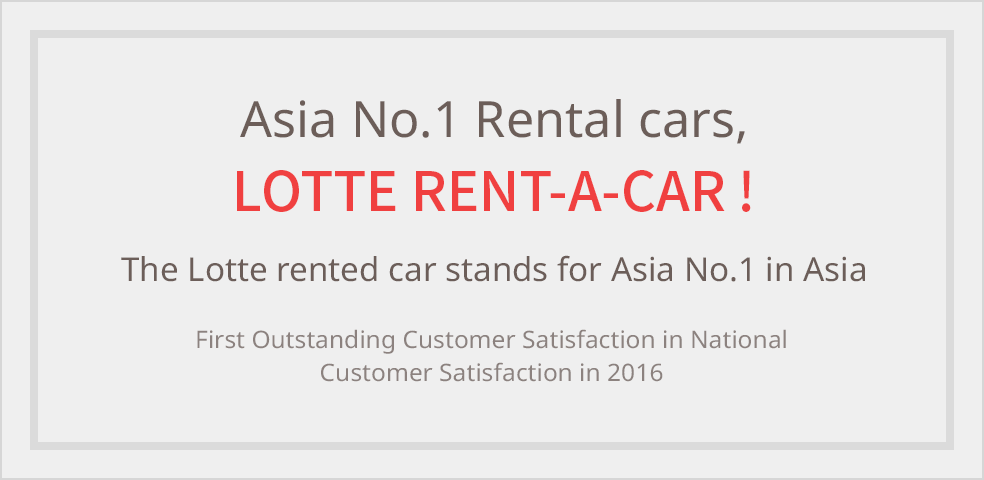 Asia No.1 Rental cars,
LOTTE RENT-A-CAR !
The Lotte rented car stands for Asia No.1 in Asia
First Outstanding Customer Satisfaction in National
Customer Satisfaction in 2016